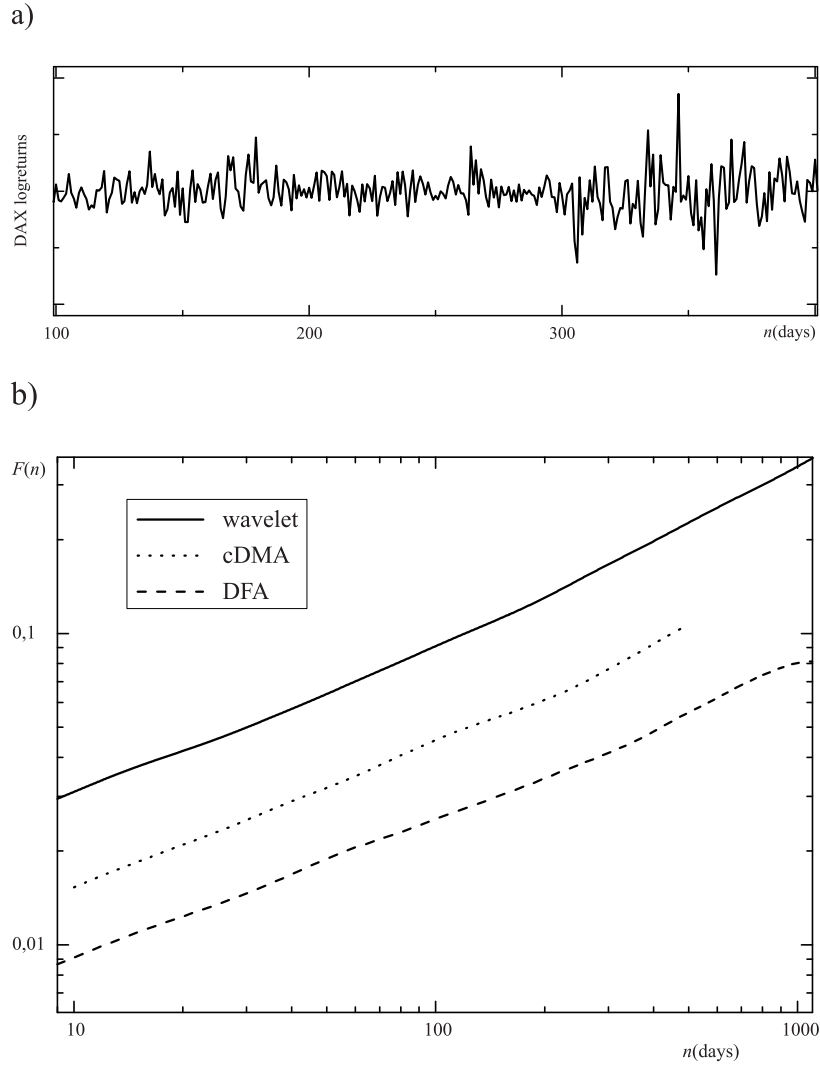 a)
DAX logreturns
100 200 300 n(days)
b)
F(n)
wavelet
cDMA
DFA
0,1
0,01
10 100 1000
n(days)